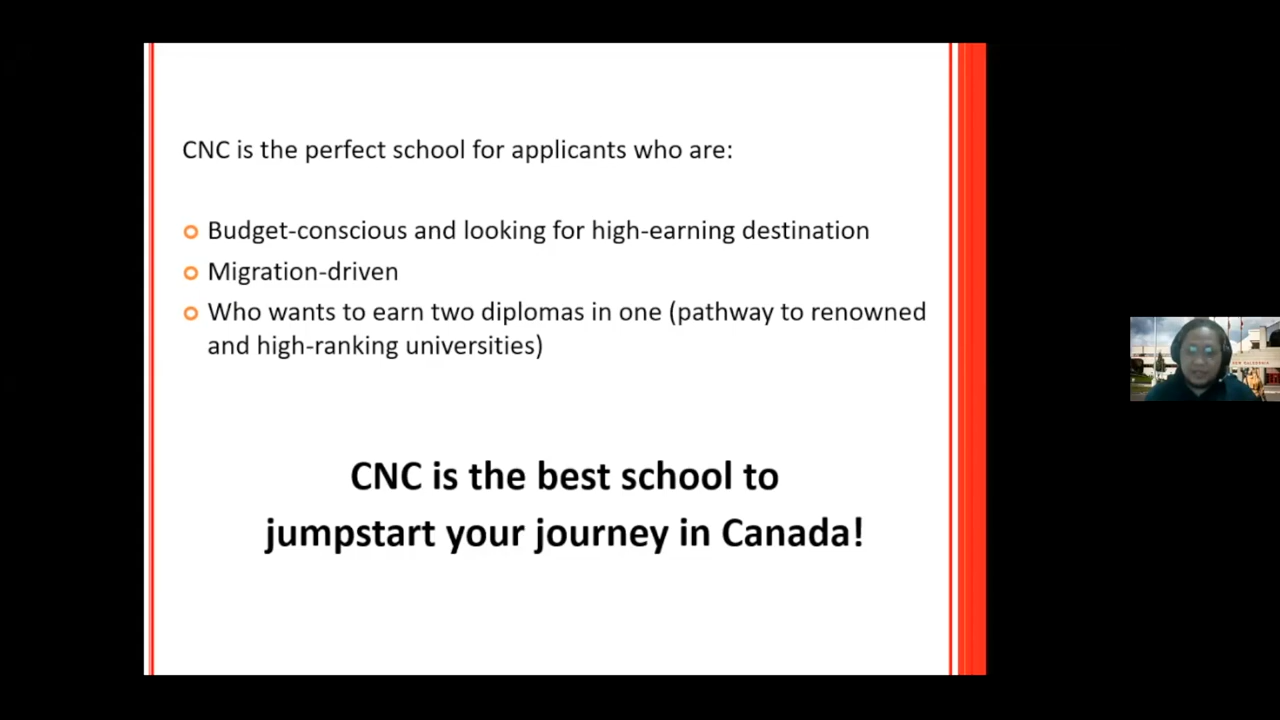 CNC is the perfect school for applicants who are:
Budget-conscious and looking for high-earning destination
Migration-driven
Who wants to earn two diplomas in one (pathway to renowned
and high-ranking universities)
CNC is the best school to
jumpstart your journey in Canada!